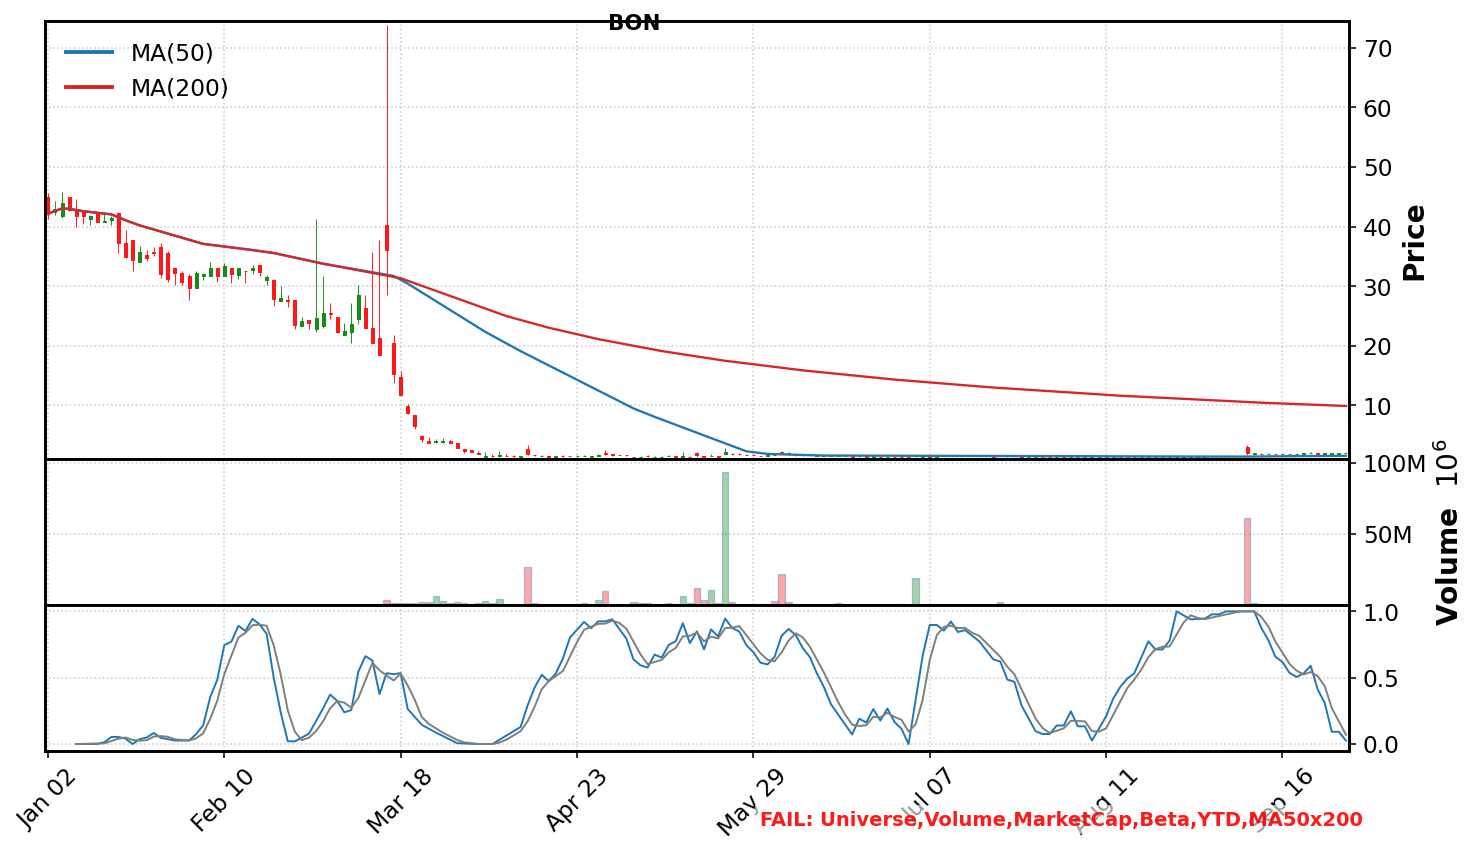 BON
MA(50)
MA(200)
70
60
50
40
30
20
10
Price
100M
50M
Volume 10^6
1.0
0.5
0.0
Jan 02
Feb 10
Mar 18
Apr 23
May 29
Jul 07
Aug 11
Sep 16
FAIL: Universe,Volume,MarketCap,Beta,YTD,MA50x200